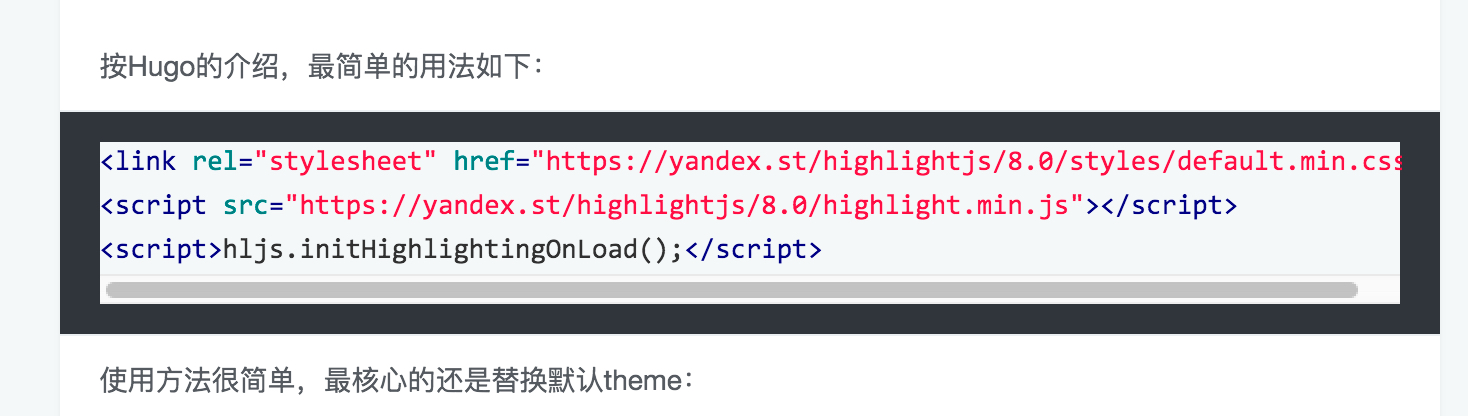 按Hugo的介绍，最简单的用法如下：
<link rel="stylesheet" href="https://yandex.st/highlightjs/8.0/styles/default.min.css
<script src="https://yandex.st/highlightjs/8.0/highlight.min.js"></script>
<script>hljs.initHighlightingOnLoad();</script>
使用方法很简单，最核心的还是替换默认theme：